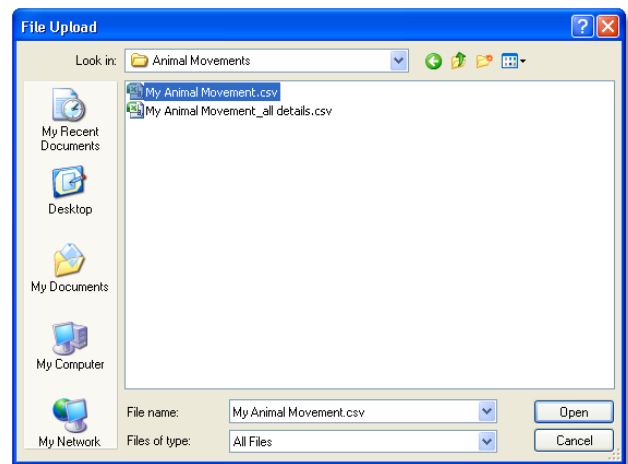 File Upload
Look in:
Animal Movements
My Animal Movement.csv
My Animal Movement_all details.csv
My Recent
Documents
Desktop
My Documents
My Computer
My Network
File name:
My Animal Movement.csv
Open
Files of type:
All Files
Cancel